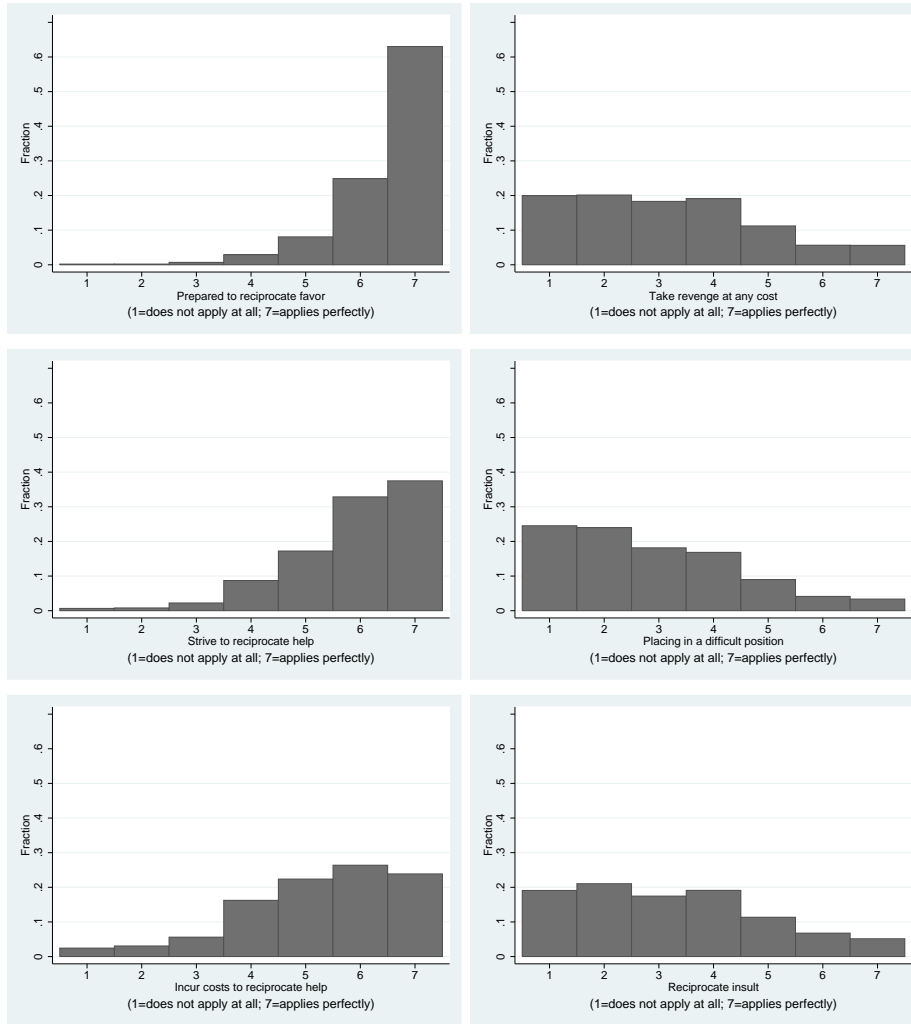 Fraction
0 .1 .2 .3 .4 .5 .6
1 2 3 4 5 6 7
Prepared to reciprocate favor
(1=does not apply at all; 7=applies perfectly)
Fraction
0 .1 .2 .3 .4 .5 .6
1 2 3 4 5 6 7
Take revenge at any cost
(1=does not apply at all; 7=applies perfectly)
Fraction
0 .1 .2 .3 .4 .5 .6
1 2 3 4 5 6 7
Strive to reciprocate help
(1=does not apply at all; 7=applies perfectly)
Fraction
0 .1 .2 .3 .4 .5 .6
1 2 3 4 5 6 7
Placing in a difficult position
(1=does not apply at all; 7=applies perfectly)
Fraction
0 .1 .2 .3 .4 .5 .6
1 2 3 4 5 6 7
Incur costs to reciprocate help
(1=does not apply at all; 7=applies perfectly)
Fraction
0 .1 .2 .3 .4 .5 .6
1 2 3 4 5 6 7
Reciprocate insult
(1=does not apply at all; 7=applies perfectly)